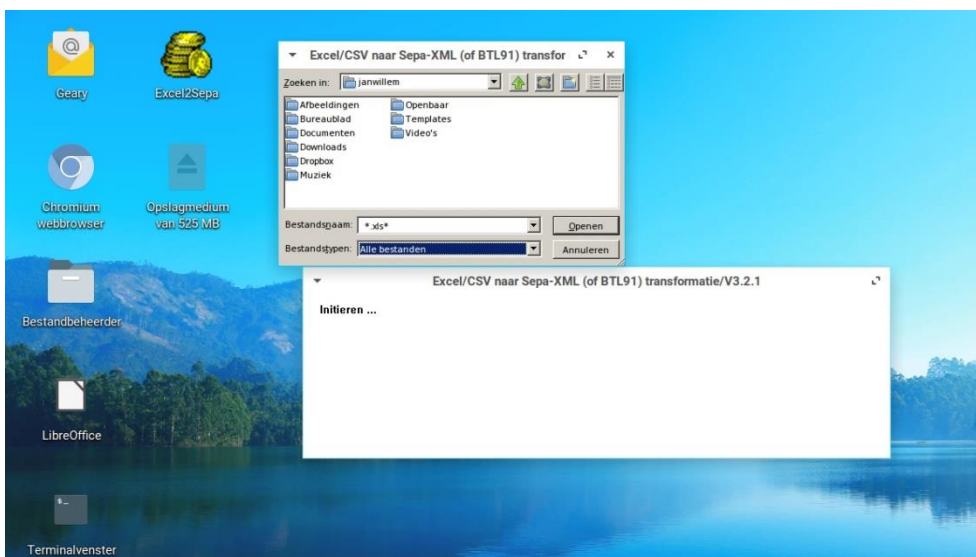 Geary
Excel2Sepa
Chromium
webbrowser
Opslagmedium
van 525 MB
Bestandbeheerder
LibreOffice
$_
Terminalvenster
Excel/CSV naar Sepa-XML (of BTL91) transfor
Zoeken in: janwillem
Afbeeldingen
Bureaublad
Documenten
Downloads
Dropbox
Muziek
Openbaar
Templates
Video's
Bestandsnaam: *.xls* Openen
Bestandstypen: Alle bestanden Annuleren
Excel/CSV naar Sepa-XML (of BTL91) transformatie/V3.2.1
Initieren ...